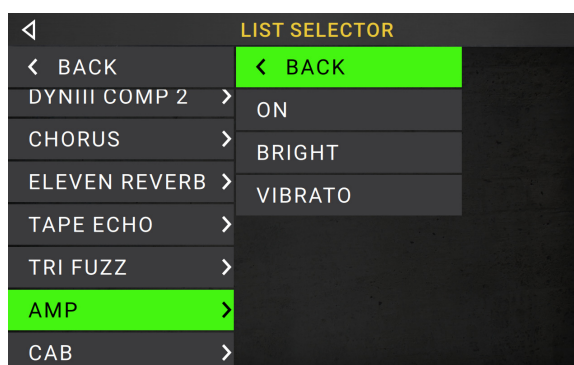 LIST SELECTOR
BACK
DYNIII COMP 2
CHORUS
ELEVEN REVERB
TAPE ECHO
TRI FUZZ
AMP
CAB
BACK
ON
BRIGHT
VIBRATO